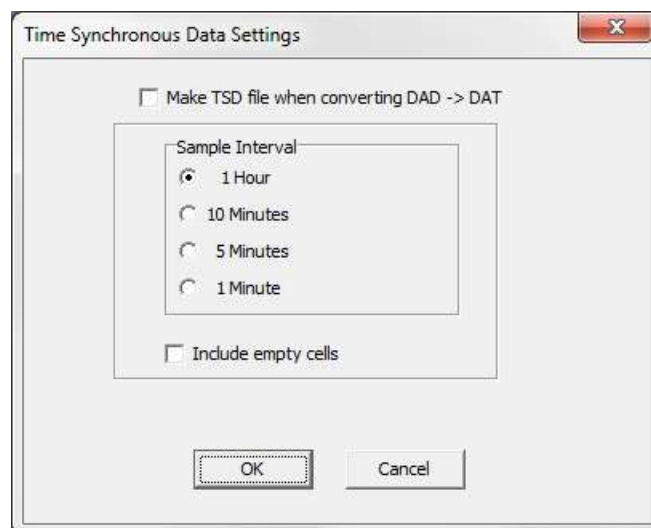 Time Synchronous Data Settings
Make TSD file when converting DAD -> DAT
Sample Interval
1 Hour
10 Minutes
5 Minutes
1 Minute
Include empty cells
OK Cancel